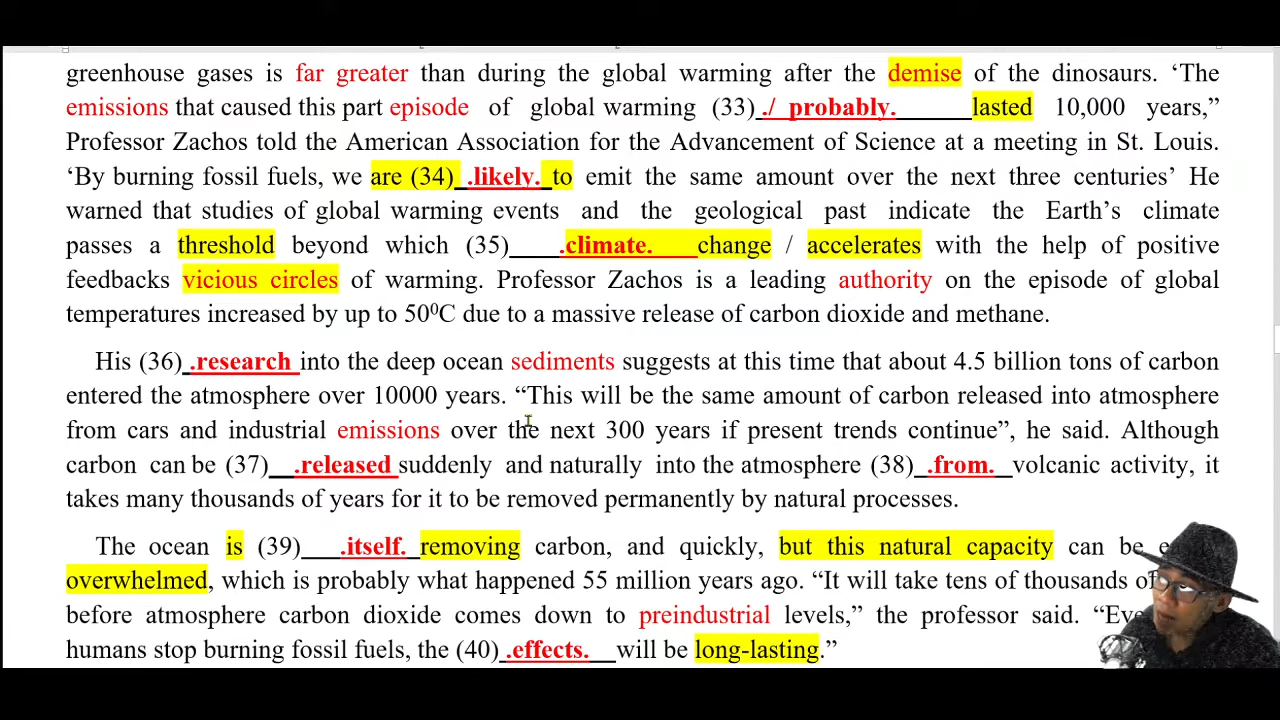 greenhouse gases is far greater than during the global warming after the demise of the dinosaurs. ‘The
emissions that caused this part episode of global warming (33) ./ probably. lasted 10,000 years,”
Professor Zachos told the American Association for the Advancement of Science at a meeting in St. Louis.
‘By burning fossil fuels, we are (34) .likely. to emit the same amount over the next three centuries’ He
warned that studies of global warming events and the geological past indicate the Earth’s climate
passes a threshold beyond which (35) .climate. change / accelerates with the help of positive
feedbacks vicious circles of warming. Professor Zachos is a leading authority on the episode of global
temperatures increased by up to 50⁰C due to a massive release of carbon dioxide and methane.
His (36) .research into the deep ocean sediments suggests at this time that about 4.5 billion tons of carbon
entered the atmosphere over 10000 years. “This will be the same amount of carbon released into atmosphere
from cars and industrial emissions over the next 300 years if present trends continue”, he said. Although
carbon can be (37) .released suddenly and naturally into the atmosphere (38) .from. volcanic activity, it
takes many thousands of years for it to be removed permanently by natural processes.
The ocean is (39) .itself. removing carbon, and quickly, but this natural capacity can be
overwhelmed, which is probably what happened 55 million years ago. “It will take tens of thousands
before atmosphere carbon dioxide comes down to preindustrial levels,” the professor said.
humans stop burning fossil fuels, the (40) .effects. will be long-lasting.”